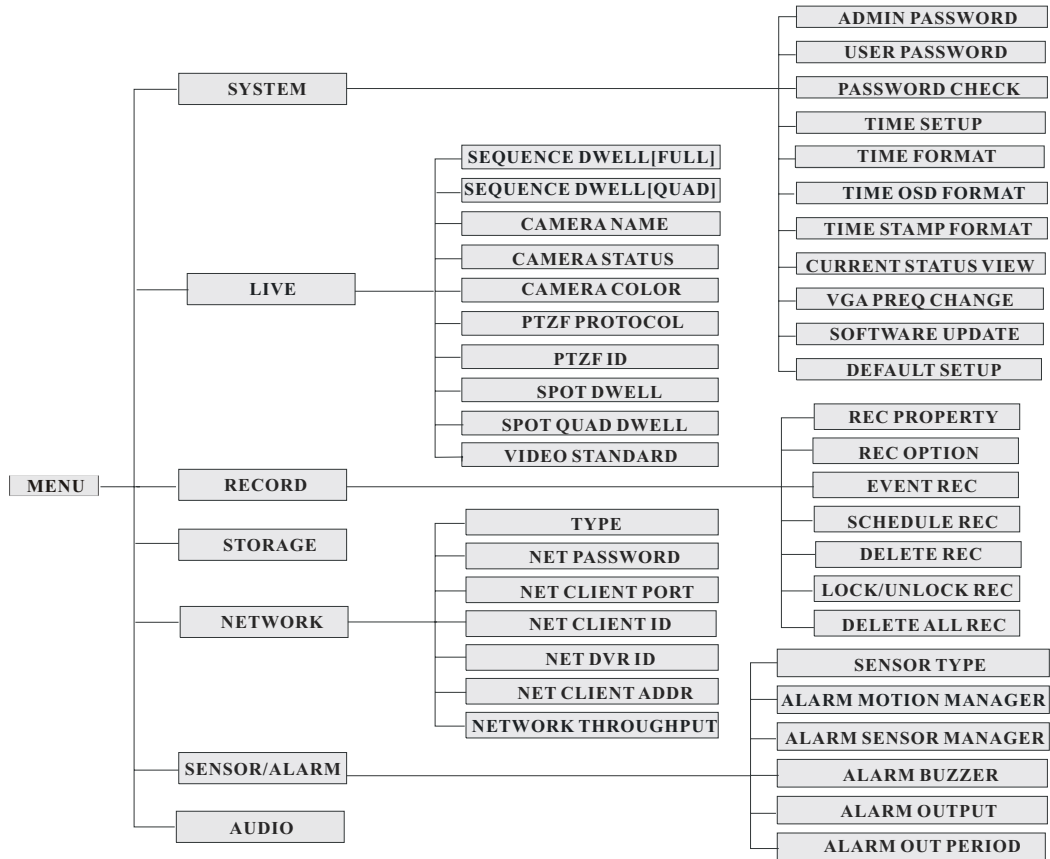 MENU
SYSTEM
ADMIN PASSWORD
USER PASSWORD
PASSWORD CHECK
TIME SETUP
TIME FORMAT
TIME OSD FORMAT
TIME STAMP FORMAT
CURRENT STATUS VIEW
VGA PREQ CHANGE
SOFTWARE UPDATE
DEFAULT SETUP
LIVE
SEQUENCE DWELL[FULL]
SEQUENCE DWELL[QUAD]
CAMERA NAME
CAMERA STATUS
CAMERA COLOR
PTZF PROTOCOL
PTZF ID
SPOT DWELL
SPOT QUAD DWELL
VIDEO STANDARD
RECORD
REC PROPERTY
REC OPTION
EVENT REC
SCHEDULE REC
DELETE REC
LOCK/UNLOCK REC
DELETE ALL REC
STORAGE
NETWORK
TYPE
NET PASSWORD
NET CLIENT PORT
NET CLIENT ID
NET DVR ID
NET CLIENT ADDR
NETWORK THROUGHPUT
SENSOR/ALARM
SENSOR TYPE
ALARM MOTION MANAGER
ALARM SENSOR MANAGER
ALARM BUZZER
ALARM OUTPUT
ALARM OUT PERIOD
AUDIO